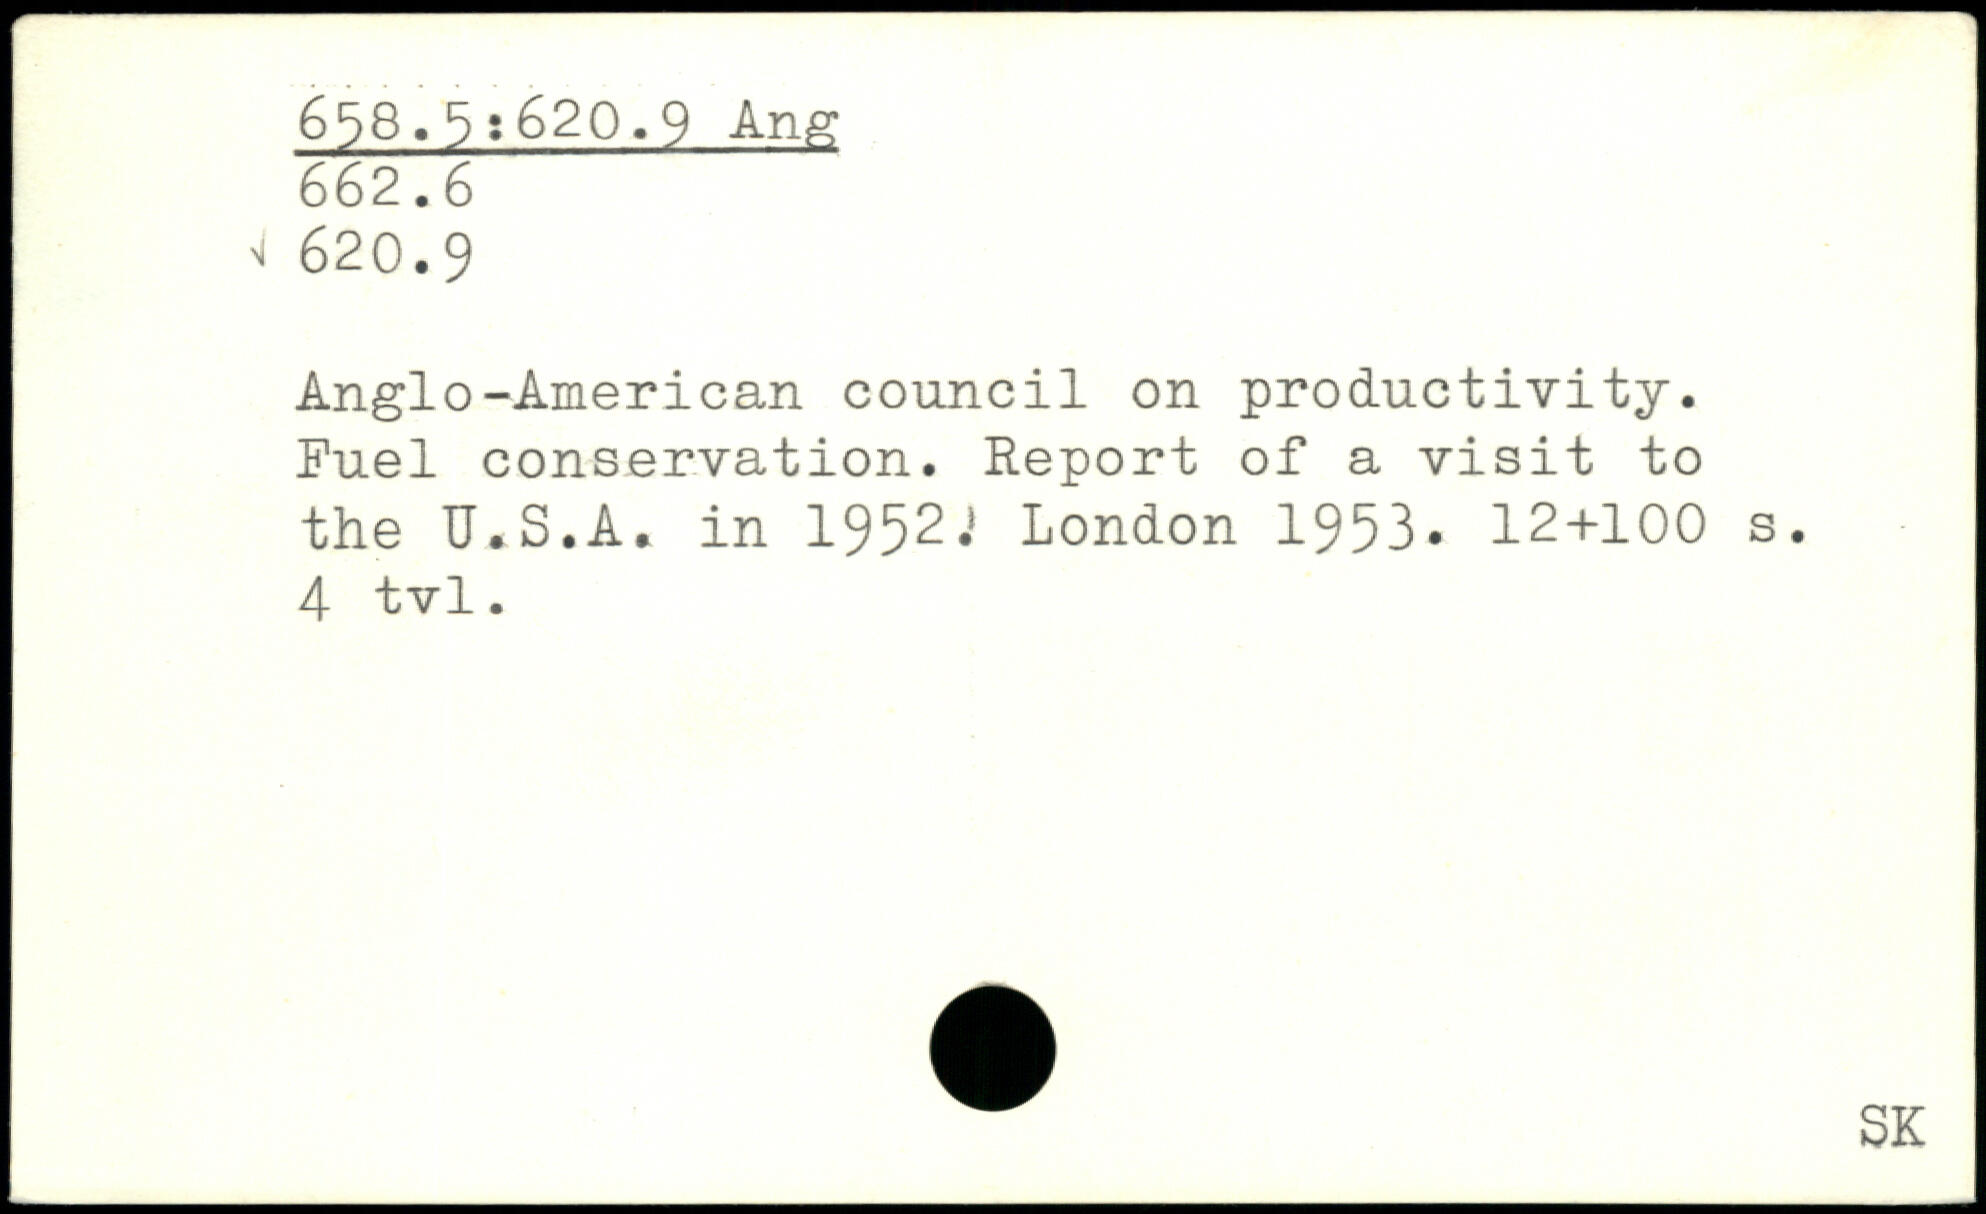 658.5:620.9 Ang
662.6
✓ 620.9
Anglo-American council on productivity.
Fuel conservation. Report of a visit to
the U.S.A. in 1952. London 1953. 12+100 s.
4 tvl.
SK